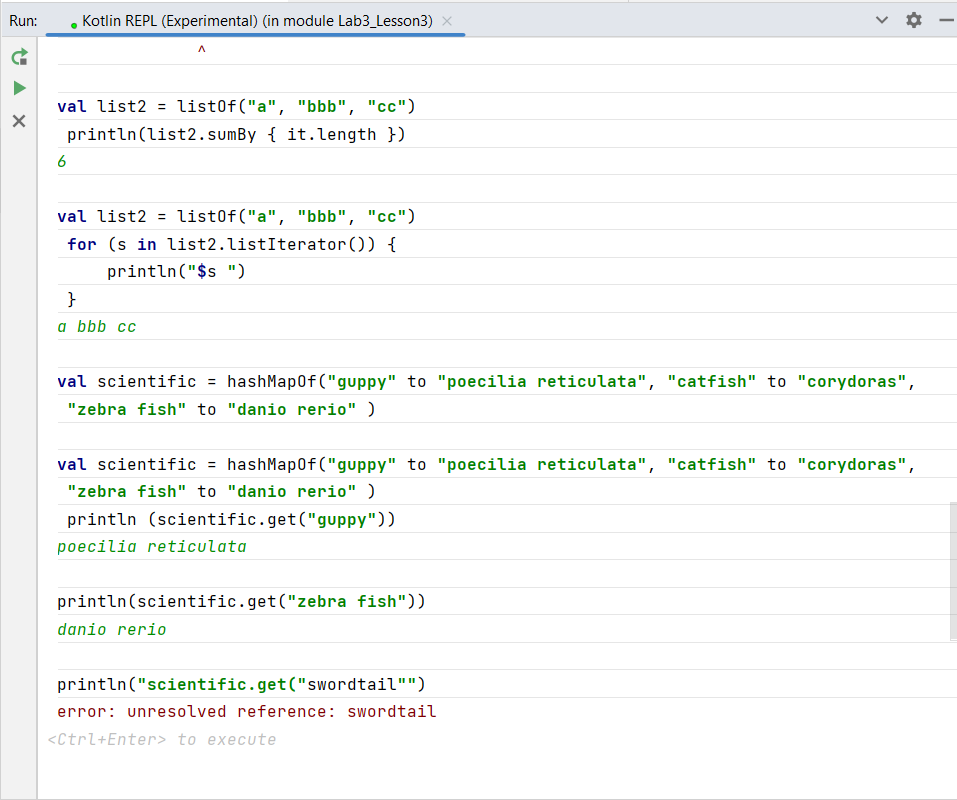 Run: Kotlin REPL (Experimental) (in module Lab3_Lesson3)
^
val list2 = listOf("a", "bbb", "cc")
println(list2.sumBy { it.length })
6
val list2 = listOf("a", "bbb", "cc")
for (s in list2.listIterator()) {
println("$s ")
}
a bbb cc
val scientific = hashMapOf("guppy" to "poecilia reticulata", "catfish" to "corydoras",
"zebra fish" to "danio rerio" )
val scientific = hashMapOf("guppy" to "poecilia reticulata", "catfish" to "corydoras",
"zebra fish" to "danio rerio" )
println (scientific.get("guppy"))
poecilia reticulata
println(scientific.get("zebra fish"))
danio rerio
println("scientific.get("swordtail"")
error: unresolved reference: swordtail
<Ctrl+Enter> to execute